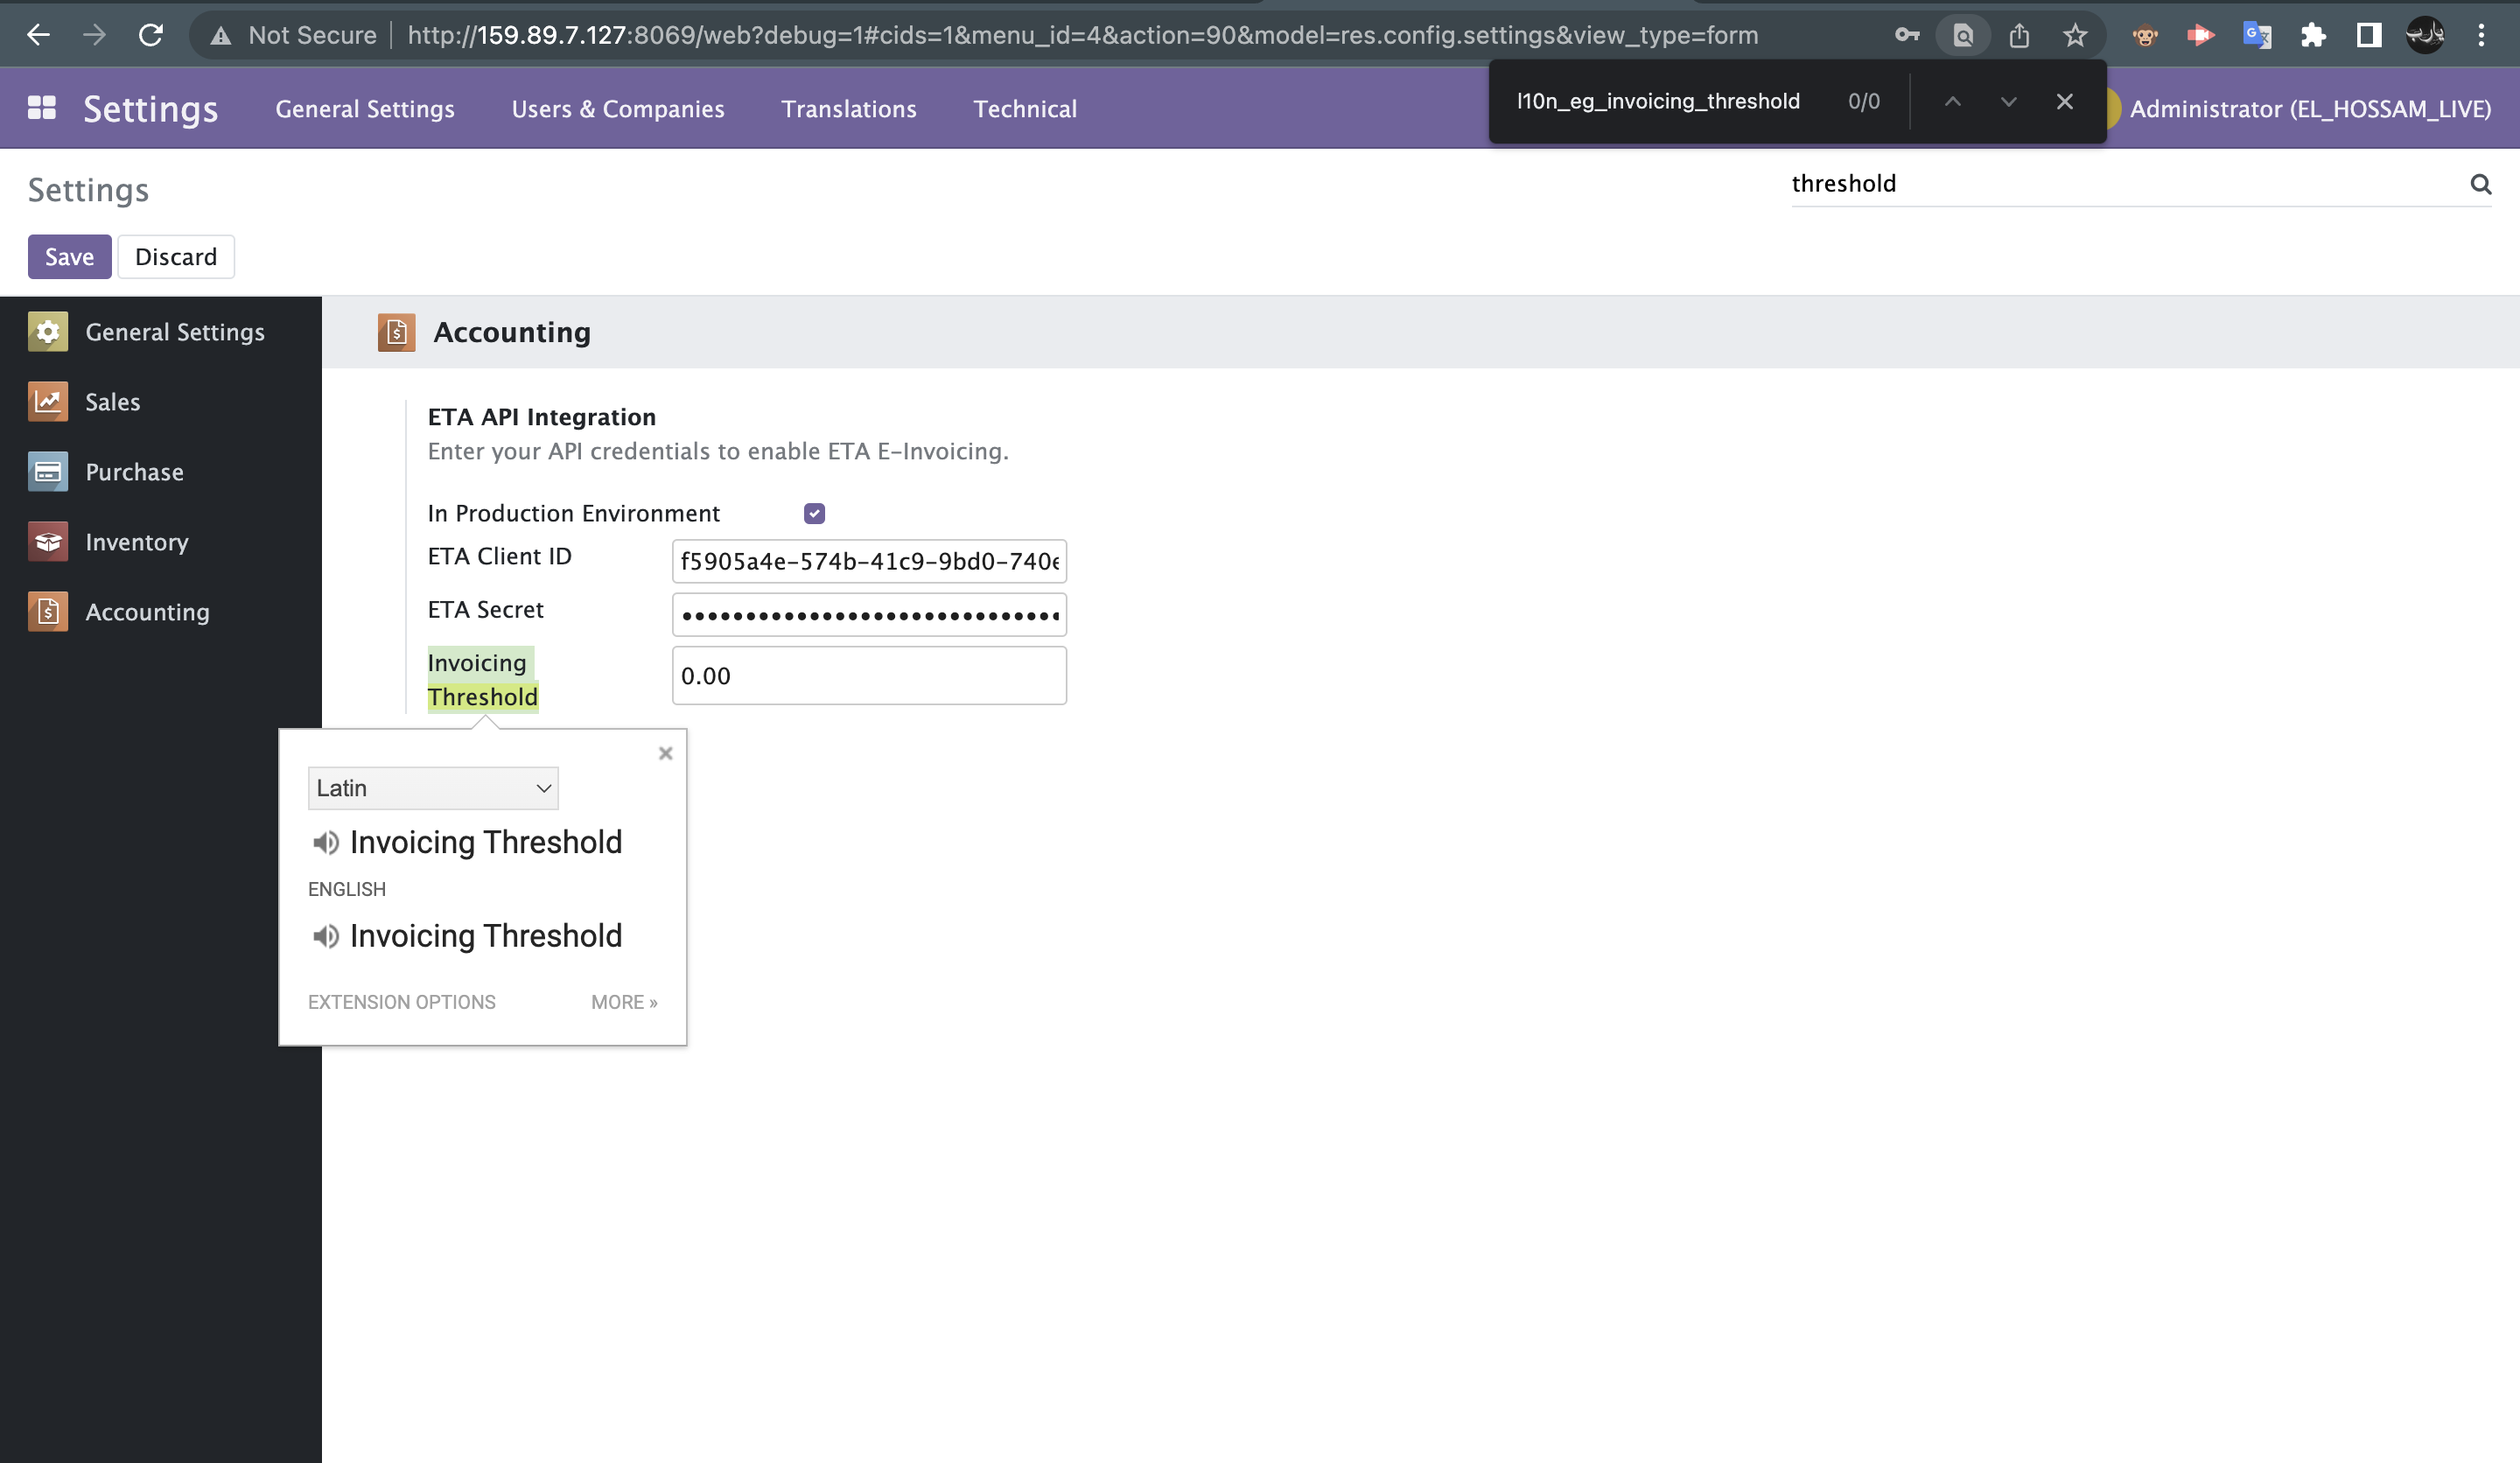 Not Secure
http://159.89.7.127:8069/web?debug=1#cids=1&menu_id=4&action=90&model=res.config.settings&view_type=form
Settings
General Settings
Users & Companies
Translations
Technical
l10n_eg_invoicing_threshold
0/0
Administrator (EL_HOSSAM_LIVE)
Settings
threshold
Save
Discard
General Settings
Sales
Purchase
Inventory
Accounting
Accounting
ETA API Integration
Enter your API credentials to enable ETA E-Invoicing.
In Production Environment
ETA Client ID
f5905a4e-574b-41c9-9bd0-740e
ETA Secret
Invoicing
Threshold
0.00
Latin
Invoicing Threshold
ENGLISH
Invoicing Threshold
EXTENSION OPTIONS
MORE »